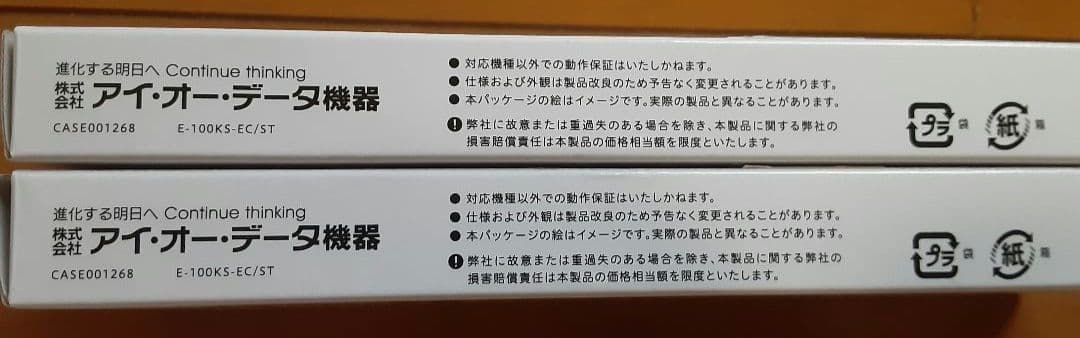 進化する明日へ Continue thinking
株式会社 アイ・オー・データ機器
CASE001268 E-100KS-EC/ST
● 対応機種以外での動作保証はいたしかねます。
● 仕様および外観は製品改良のため予告なく変更されることがあります。
● 本パッケージの絵はイメージです。実際の製品と異なることがあります。
弊社に故意または重過失のある場合を除き、本製品に関する弊社の
損害賠償責任は本製品の価格相当額を限度といたします。
プラ 袋 紙 箱
進化する明日へ Continue thinking
株式会社 アイ・オー・データ機器
CASE001268 E-100KS-EC/ST
● 対応機種以外での動作保証はいたしかねます。
● 仕様および外観は製品改良のため予告なく変更されることがあります。
● 本パッケージの絵はイメージです。実際の製品と異なることがあります。
弊社に故意または重過失のある場合を除き、本製品に関する弊社の
損害賠償責任は本製品の価格相当額を限度といたします。
プラ 袋 紙 箱